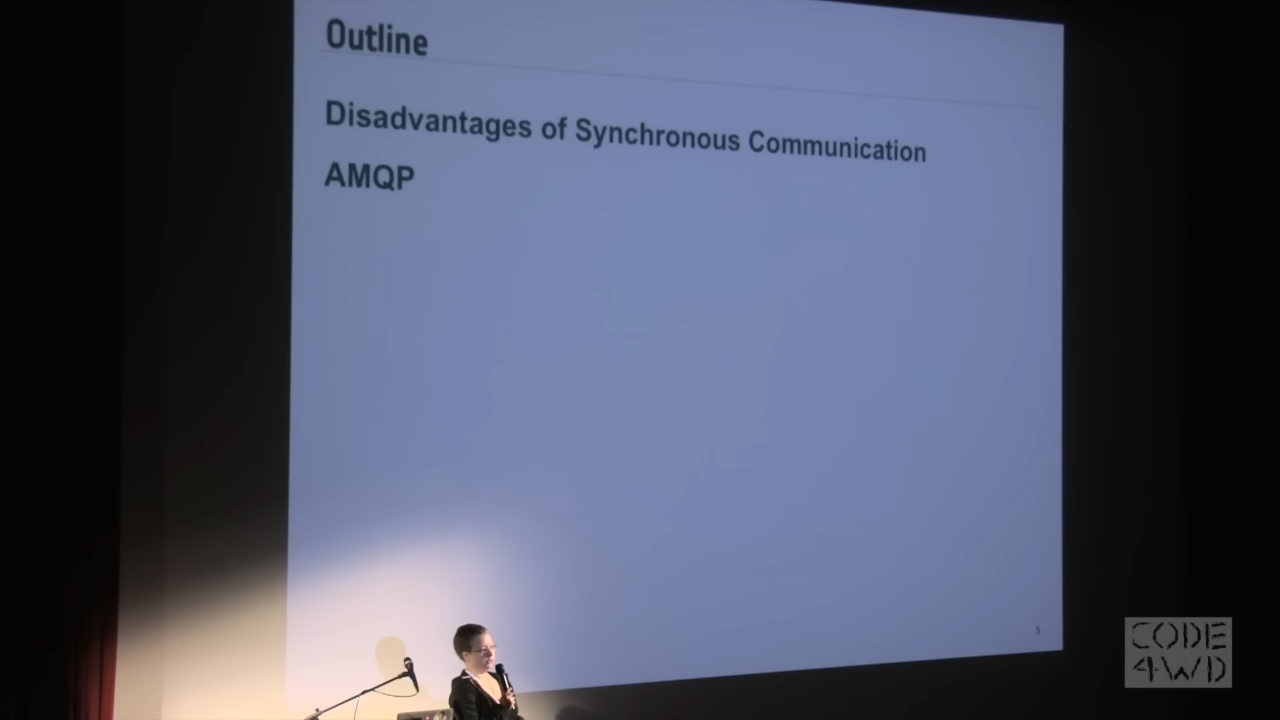 Outline
Disadvantages of Synchronous Communication
AMQP
5
CODE
4WD